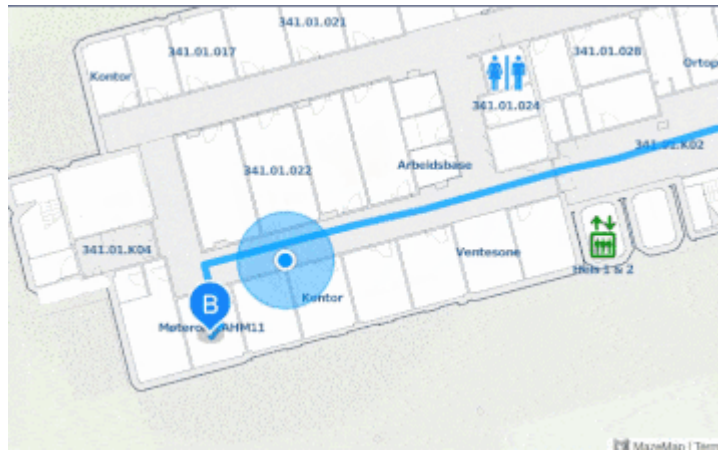 341.01.021
341.01.017
341.01.028
Kontor
Ortop
341.01.024
341.01.K02
341.01.022
Arbeidsbase
341.01.K04
Ventesone
Heis 1 & 2
Kontor
B
AHM11
MazeMap | Term